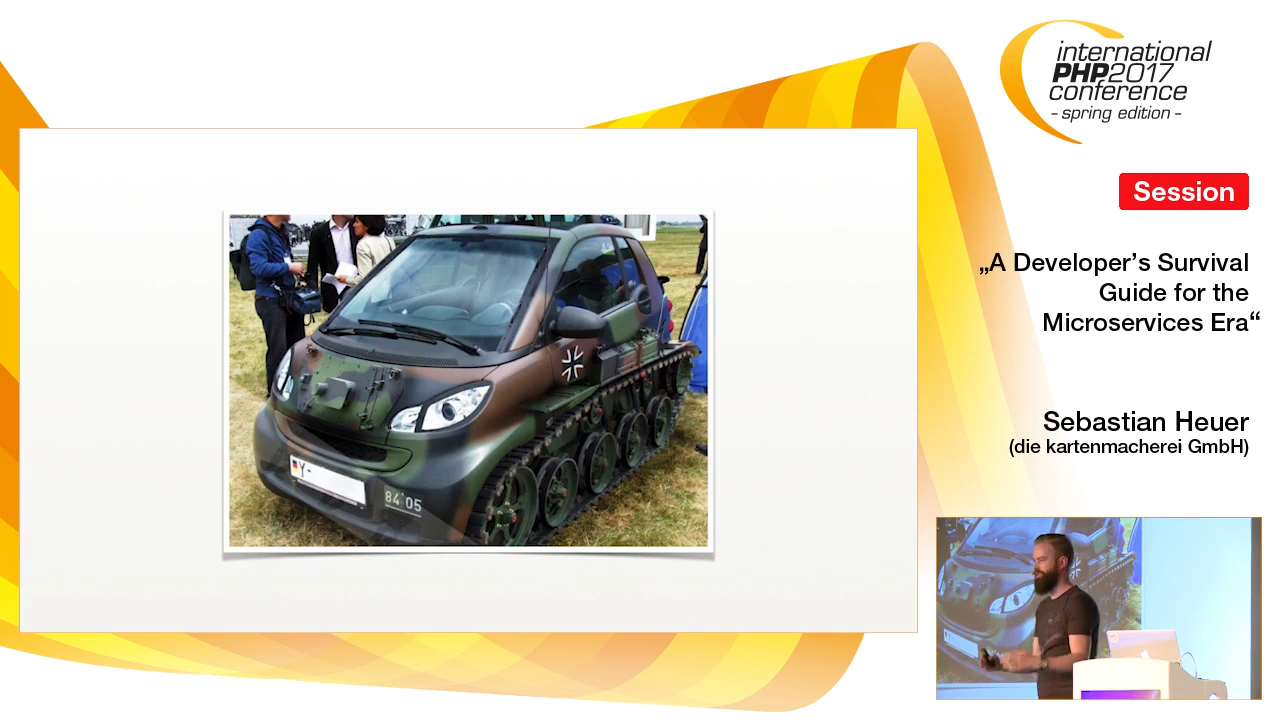 international
PHP2017
conference
- spring edition -
Session
„A Developer’s Survival
Guide for the
Microservices Era“
Sebastian Heuer
(die kartenmacherei GmbH)
Y-
84 05
Y-